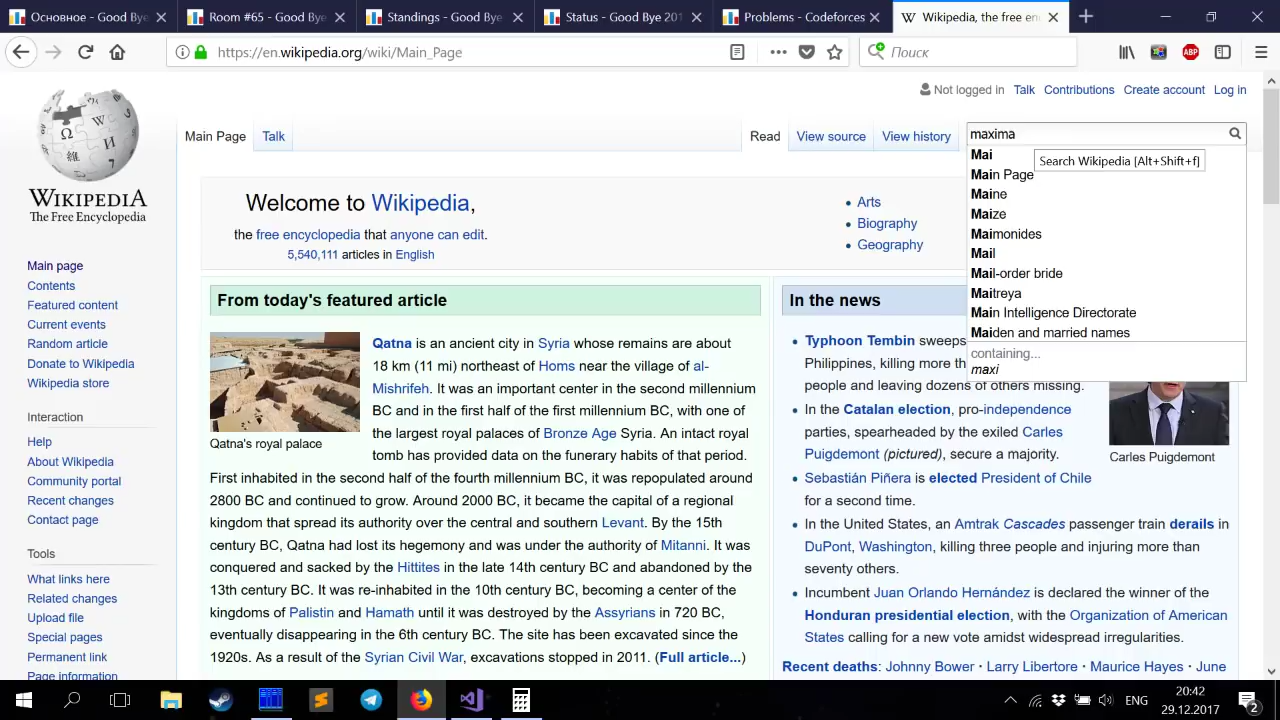 Основное - Good Bye
Room #65 - Good Bye
Standings - Good Bye
Status - Good Bye 201
Problems - Codeforces
Wikipedia, the free en
https://en.wikipedia.org/wiki/Main_Page
Поиск
ABP
Not logged in Talk Contributions Create account Log in
Main Page Talk Read View source View history
maxima
Search Wikipedia [Alt+Shift+f]
Mai
Main Page
Maine
Maize
Maimonides
Mail
Mail-order bride
Maitreya
Main Intelligence Directorate
Maiden and married names
containing...
maxi
WIKIPEDIA
The Free Encyclopedia
Main page
Contents
Featured content
Current events
Random article
Donate to Wikipedia
Wikipedia store
Interaction
Help
About Wikipedia
Community portal
Recent changes
Contact page
Tools
What links here
Related changes
Upload file
Special pages
Permanent link
Page information
Welcome to Wikipedia,
the free encyclopedia that anyone can edit.
5,540,111 articles in English
Arts
Biography
Geography
From today's featured article
Qatna is an ancient city in Syria whose remains are about
18 km (11 mi) northeast of Homs near the village of al-
Mishrifeh. It was an important center in the second millennium
BC and in the first half of the first millennium BC, with one of
the largest royal palaces of Bronze Age Syria. An intact royal
tomb has provided data on the funerary habits of that period.
Qatna's royal palace
First inhabited in the second half of the fourth millennium BC, it was repopulated around
2800 BC and continued to grow. Around 2000 BC, it became the capital of a regional
kingdom that spread its authority over the central and southern Levant. By the 15th
century BC, Qatna had lost its hegemony and was under the authority of Mitanni. It was
conquered and sacked by the Hittites in the late 14th century BC and abandoned by the
13th century BC. It was re-inhabited in the 10th century BC, becoming a center of the
kingdoms of Palistin and Hamath until it was destroyed by the Assyrians in 720 BC,
eventually disappearing in the 6th century BC. The site has been excavated since the
1920s. As a result of the Syrian Civil War, excavations stopped in 2011. (Full article...)
In the news
Typhoon Tembin sweeps
Philippines, killing more th
people and leaving dozens of others missing.
In the Catalan election, pro-independence
parties, spearheaded by the exiled Carles
Puigdemont (pictured), secure a majority.
Carles Puigdemont
Sebastián Piñera is elected President of Chile
for a second time.
In the United States, an Amtrak Cascades passenger train derails in
DuPont, Washington, killing three people and injuring more than
seventy others.
Incumbent Juan Orlando Hernández is declared the winner of the
Honduran presidential election, with the Organization of American
States calling for a new vote amidst widespread irregularities.
Recent deaths: Johnny Bower · Larry Libertore · Maurice Hayes · June
ENG
20:42
29.12.2017
2